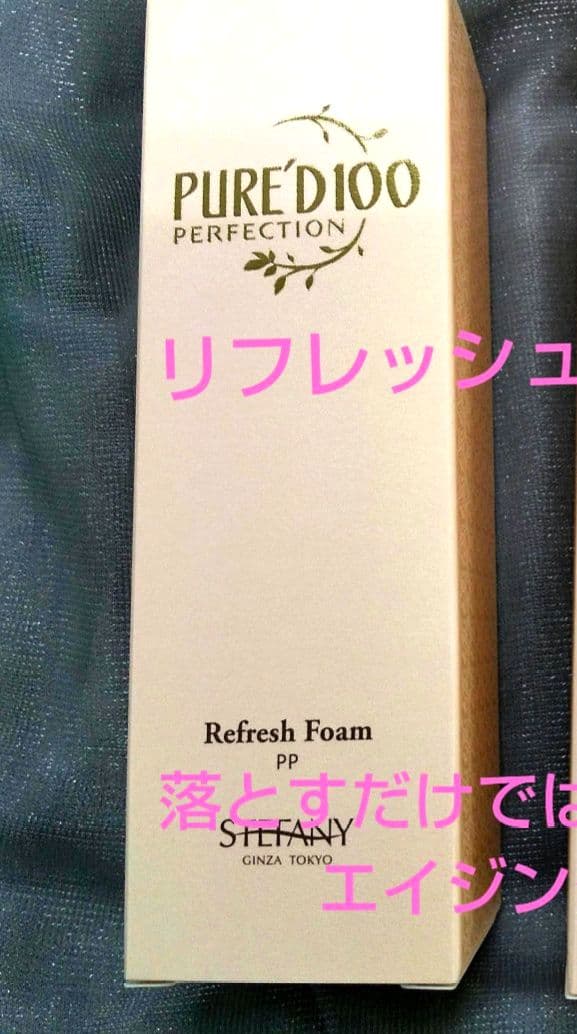 PURE'D 100
PERFECTION
リフレッシュ
Refresh Foam
PP
落とすだけでは
STEFANY
GINZA TOKYO
エイジン